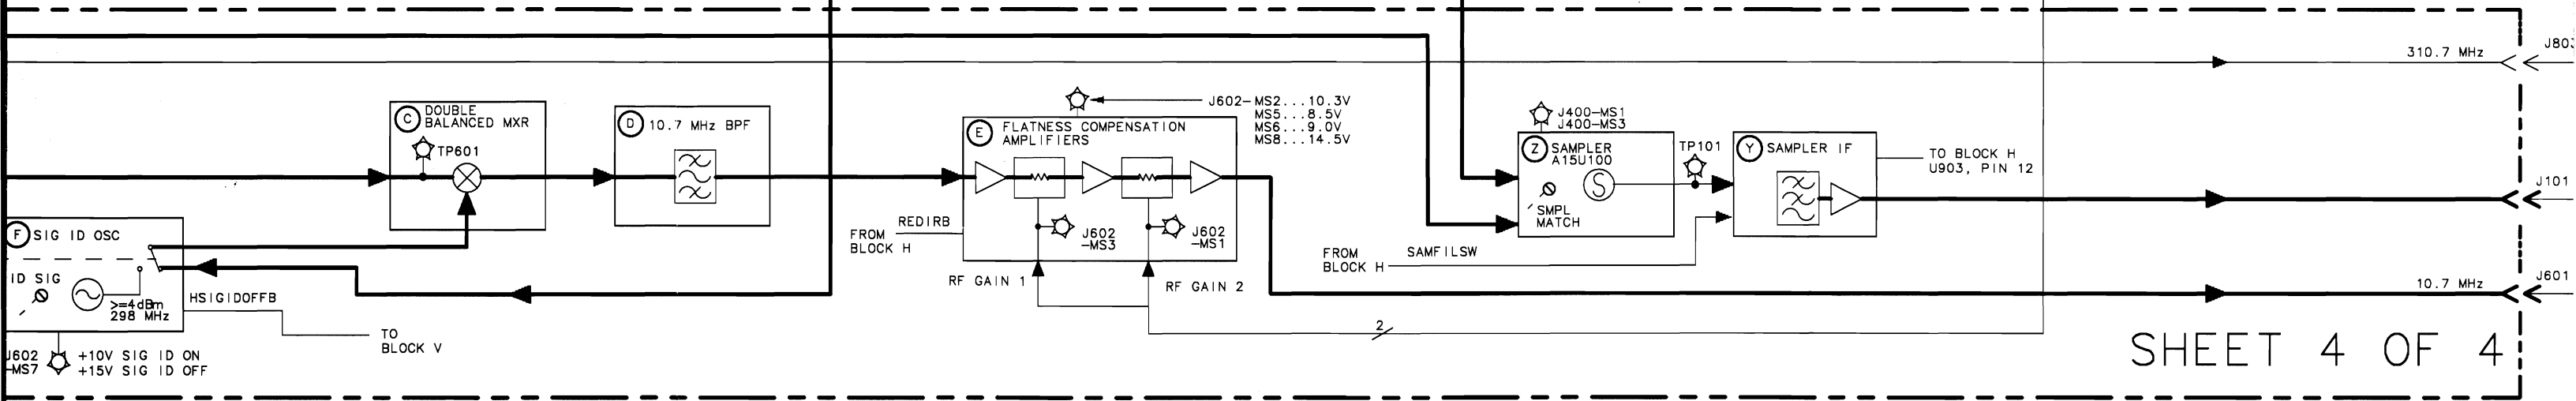 310.7 MHz
J803
C DOUBLE
BALANCED MXR
TP601
D 10.7 MHz BPF
E FLATNESS COMPENSATION
AMPLIFIERS
J602-MS2...10.3V
MS5...8.5V
MS6...9.0V
MS8...14.5V
J602
-MS3
J602
-MS1
REDIRB
FROM
BLOCK H
RF GAIN 1
RF GAIN 2
2
J400-MS1
J400-MS3
Z SAMPLER
A15U100
S
SMPL
MATCH
TP101
Y SAMPLER IF
TO BLOCK H
U903, PIN 12
FROM
BLOCK H
SAMFILSW
J101
10.7 MHz
J601
F SIG ID OSC
ID SIG
>=4dBm
298 MHz
HSIGIDOFFB
TO
BLOCK V
J602
-MS7
+10V SIG ID ON
+15V SIG ID OFF
SHEET 4 OF 4